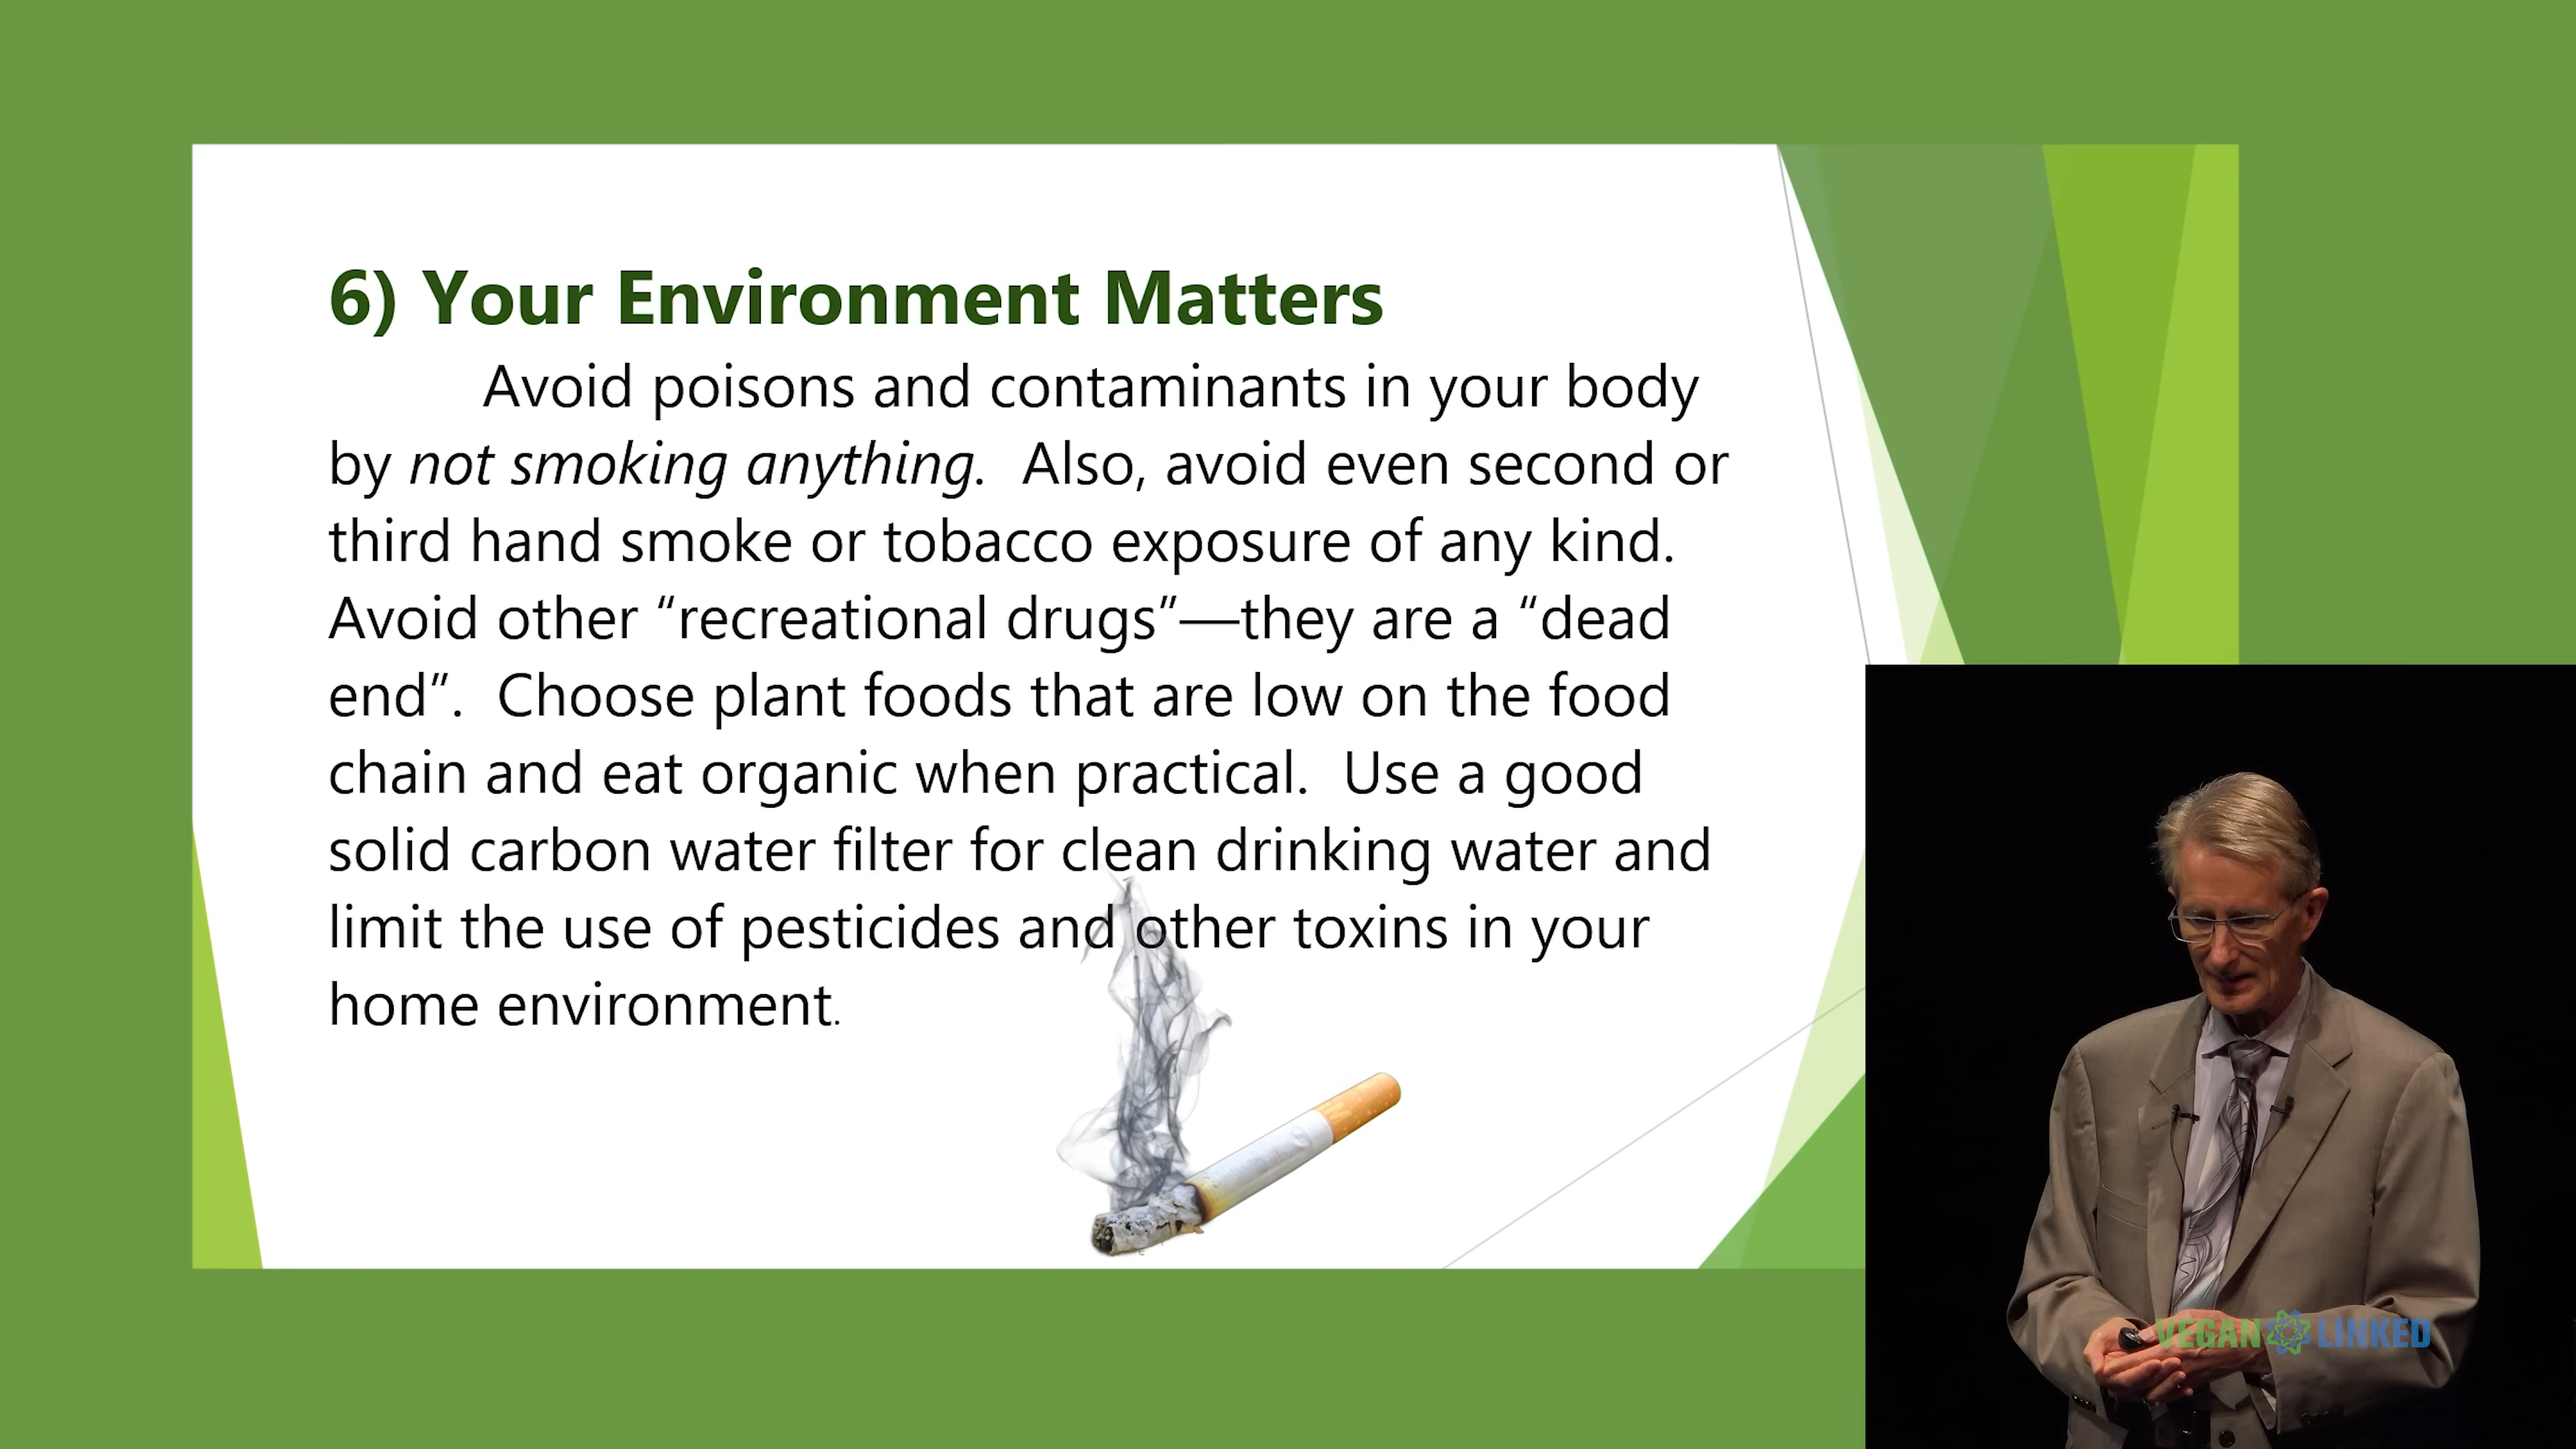 6) Your Environment Matters
Avoid poisons and contaminants in your body
by not smoking anything.  Also, avoid even second or
third hand smoke or tobacco exposure of any kind.
Avoid other “recreational drugs”—they are a “dead
end”.  Choose plant foods that are low on the food
chain and eat organic when practical.  Use a good
solid carbon water filter for clean drinking water and
limit the use of pesticides and other toxins in your
home environment.
VEGAN LINKED